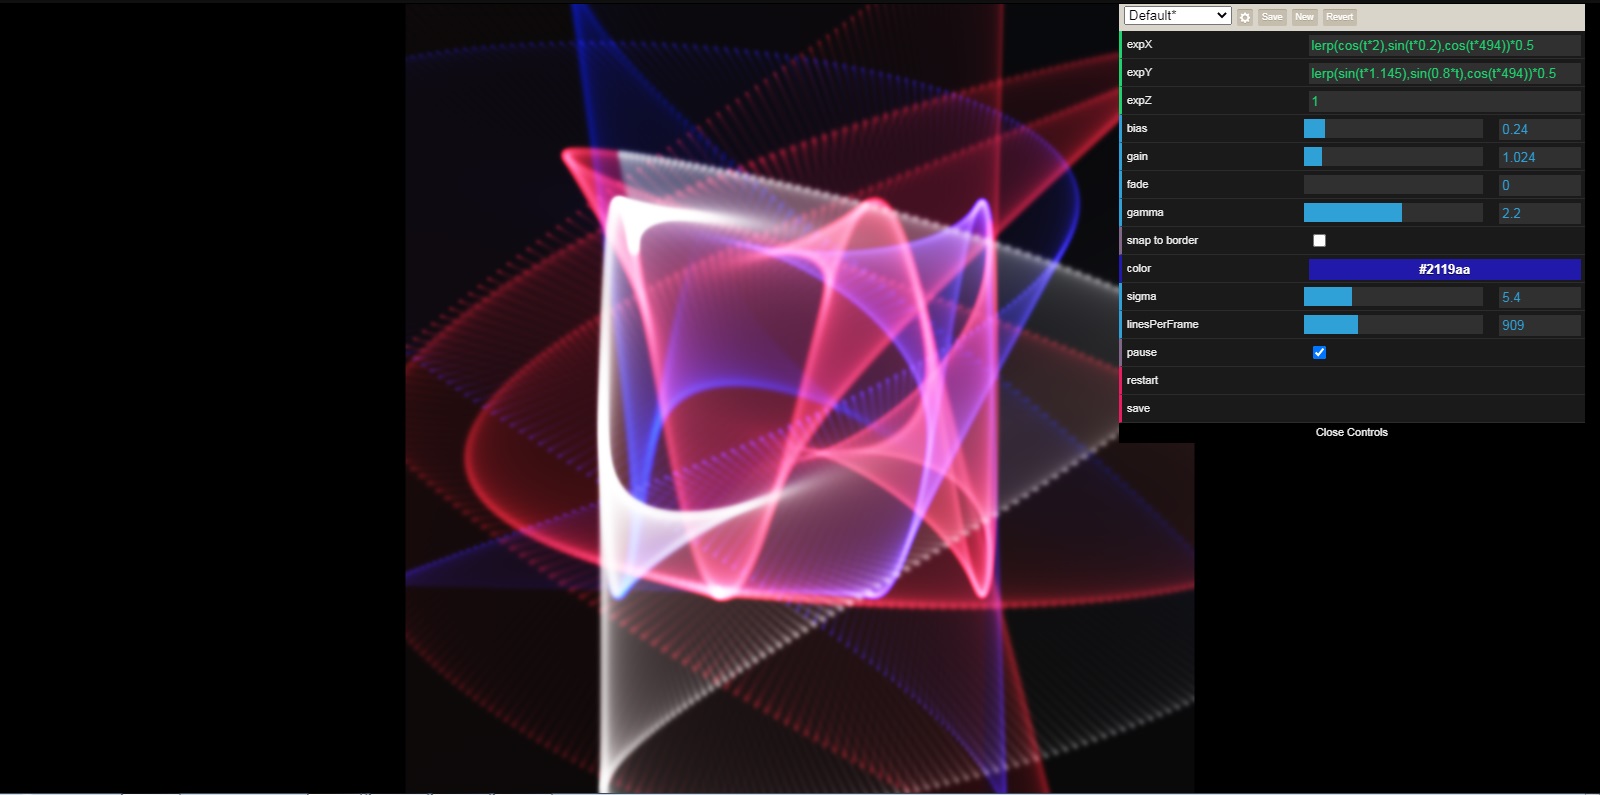 Default* Save New Revert
expX lerp(cos(t*2),sin(t*0.2),cos(t*494))*0.5
expY lerp(sin(t*1.145),sin(0.8*t),cos(t*494))*0.5
expZ 1
bias 0.24
gain 1.024
fade 0
gamma 2.2
snap to border
color #2119aa
sigma 5.4
linesPerFrame 909
pause
restart
save
Close Controls